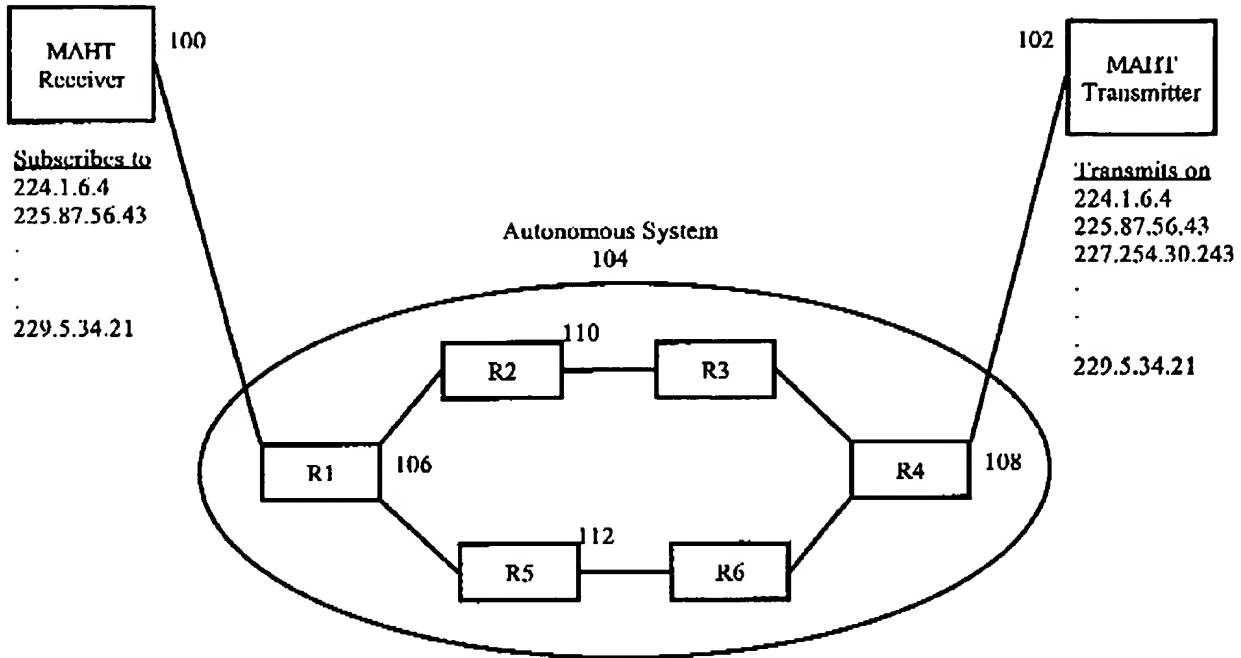 MAHT
Receiver
100
Subscribes to
224.1.6.4
225.87.56.43
.
.
.
229.5.34.21
102
MAHT
Transmitter
Transmits on
224.1.6.4
225.87.56.43
227.254.30.243
.
.
.
229.5.34.21
Autonomous System
104
110
R2
R3
R1
106
R4
108
112
R5
R6